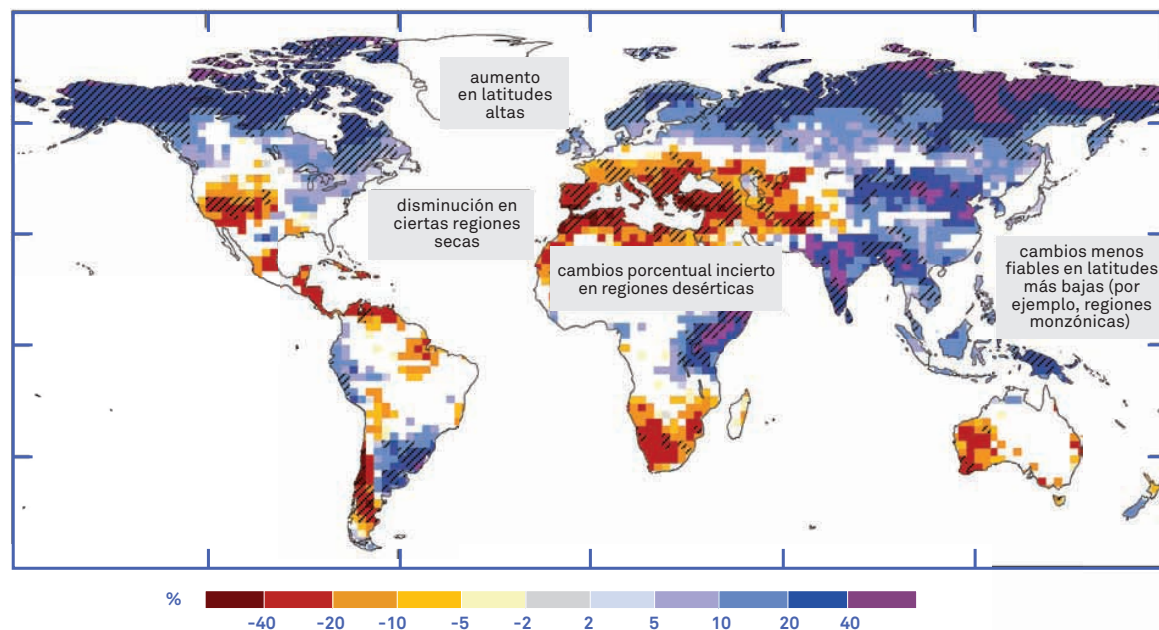 aumento
en latitudes
altas
disminución en
ciertas regiones
secas
cambios porcentual incierto
en regiones desérticas
cambios menos
fiables en latitudes
más bajas (por
ejemplo, regiones
monzónicas)
%
-40 -20 -10 -5 -2 2 5 10 20 40